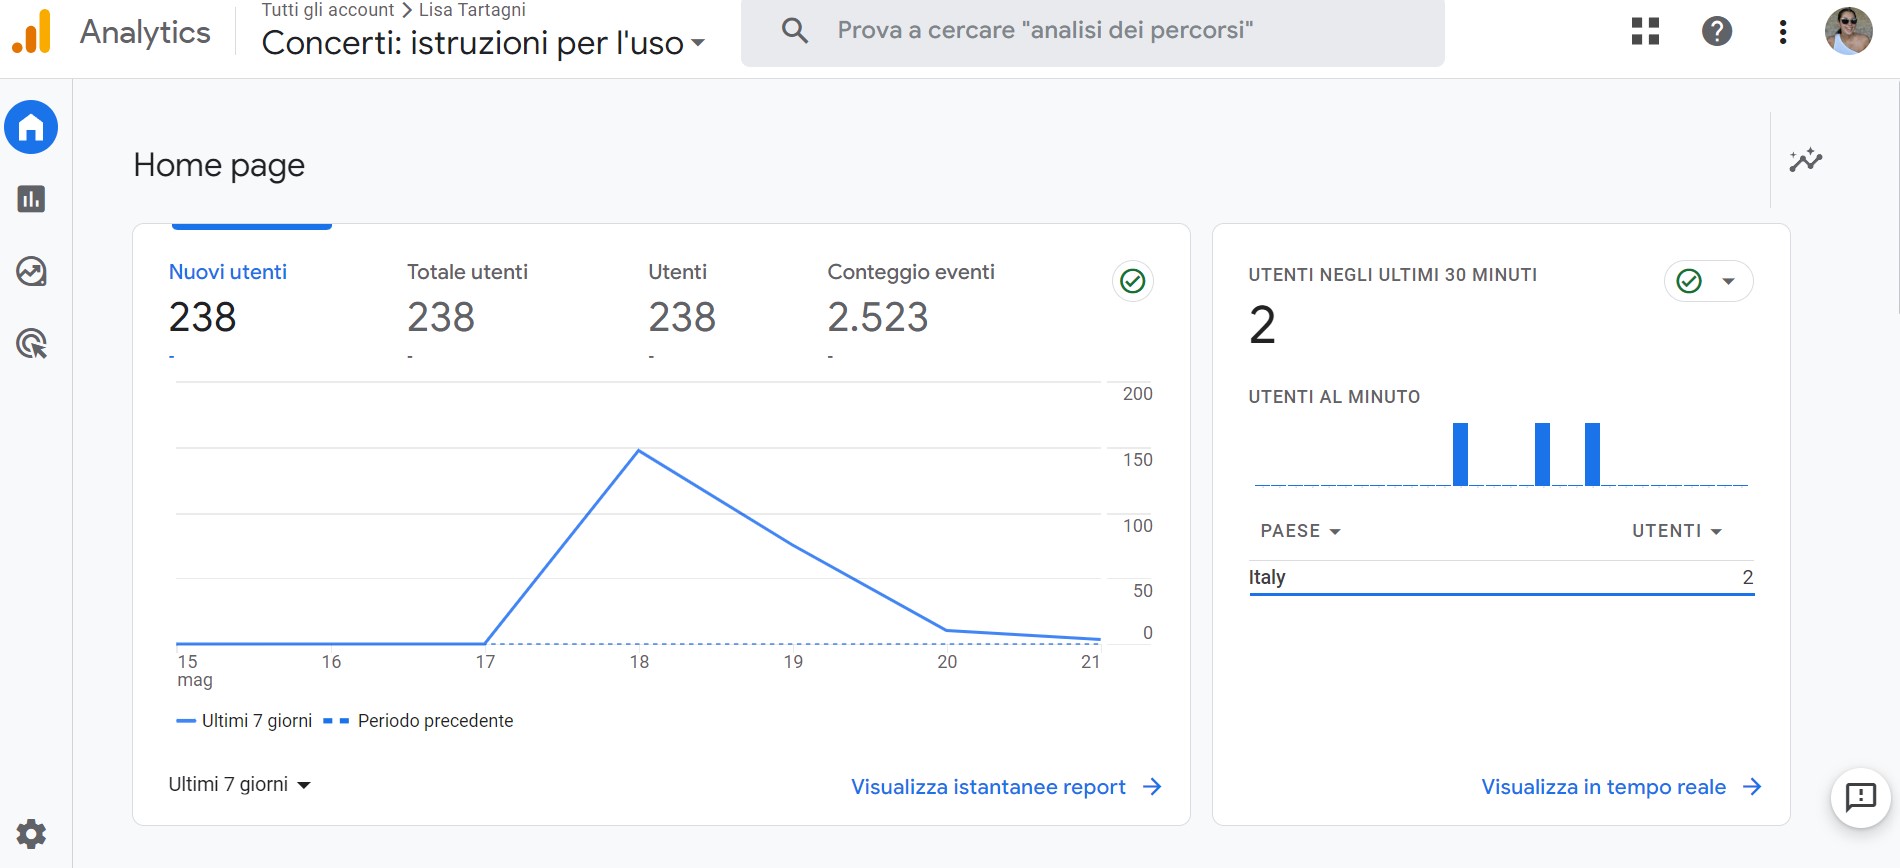 Analytics
Tutti gli account > Lisa Tartagni
Concerti: istruzioni per l'uso
Prova a cercare "analisi dei percorsi"
Home page
Nuovi utenti
238
-
Totale utenti
238
-
Utenti
238
-
Conteggio eventi
2.523
-
200
150
100
50
0
15
mag
16
17
18
19
20
21
Ultimi 7 giorni
Periodo precedente
Ultimi 7 giorni
Visualizza istantanee report
UTENTI NEGLI ULTIMI 30 MINUTI
2
UTENTI AL MINUTO
PAESE
UTENTI
Italy
2
Visualizza in tempo reale